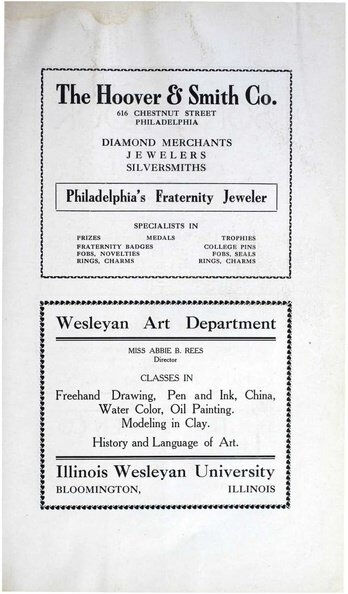 The Hoover & Smith Co.
616 CHESTNUT STREET
PHILADELPHIA
DIAMOND MERCHANTS
JEWELERS
SILVERSMITHS
Philadelphia's Fraternity Jeweler
SPECIALISTS IN
PRIZES MEDALS TROPHIES
FRATERNITY BADGES COLLEGE PINS
FOBS, NOVELTIES FOBS, SEALS
RINGS, CHARMS RINGS, CHARMS
Wesleyan Art Department
MISS ABBIE B. REES
Director
CLASSES IN
Freehand Drawing, Pen and Ink, China,
Water Color, Oil Painting.
Modeling in Clay.
History and Language of Art.
Illinois Wesleyan University
BLOOMINGTON, ILLINOIS